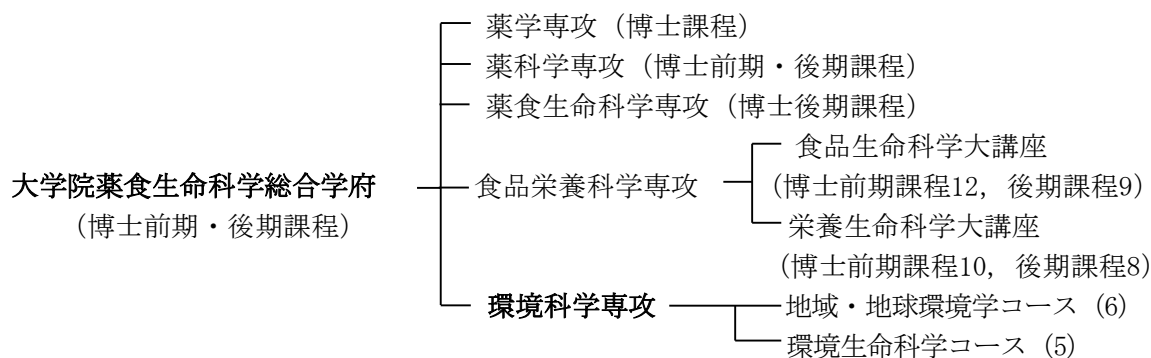 薬学専攻 (博士課程)
薬科学専攻 (博士前期・後期課程)
薬食生命科学専攻 (博士後期課程)
食品生命科学大講座
大学院薬食生命科学総合学府
食品栄養科学専攻
(博士前期課程12, 後期課程9)
(博士前期・後期課程)
栄養生命科学大講座
(博士前期課程10, 後期課程8)
環境科学専攻
地域・地球環境学コース (6)
環境生命科学コース (5)